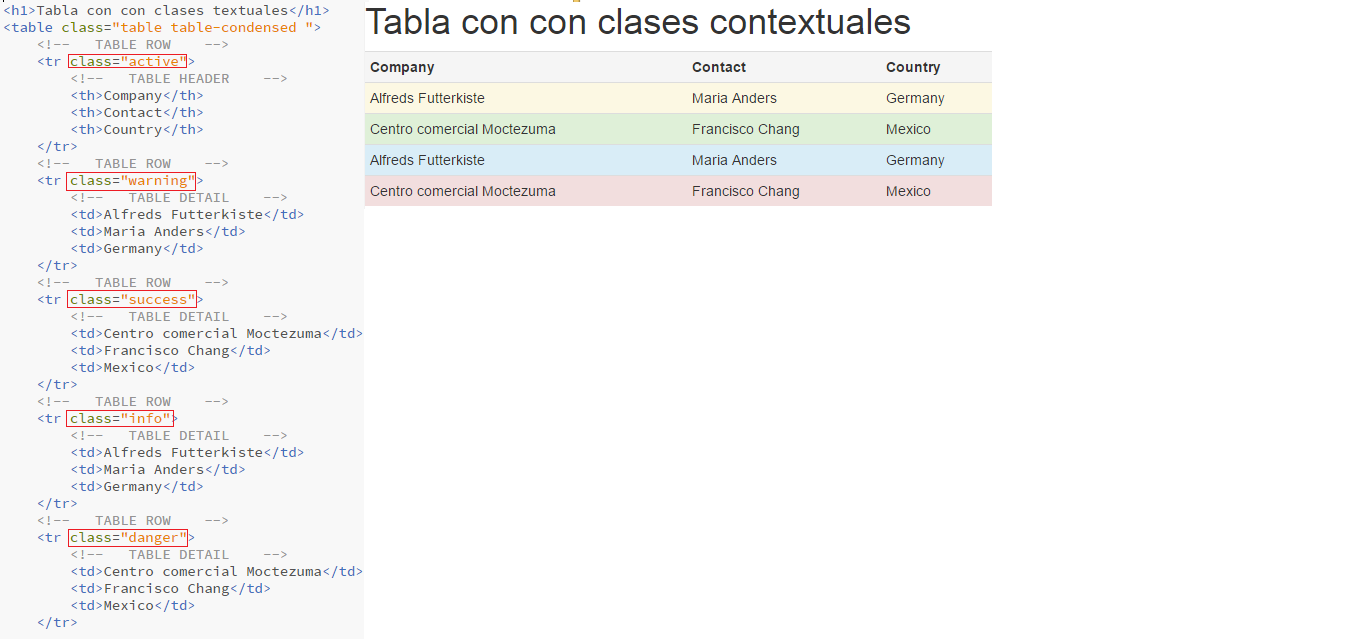 <h1>Tabla con con clases textuales</h1>
<table class="table table-condensed ">
<!-- TABLE ROW -->
<tr class="active">
<!-- TABLE HEADER -->
<th>Company</th>
<th>Contact</th>
<th>Country</th>
</tr>
<!-- TABLE ROW -->
<tr class="warning">
<!-- TABLE DETAIL -->
<td>Alfreds Futterkiste</td>
<td>Maria Anders</td>
<td>Germany</td>
</tr>
<!-- TABLE ROW -->
<tr class="success">
<!-- TABLE DETAIL -->
<td>Centro comercial Moctezuma</td>
<td>Francisco Chang</td>
<td>Mexico</td>
</tr>
<!-- TABLE ROW -->
<tr class="info">
<!-- TABLE DETAIL -->
<td>Alfreds Futterkiste</td>
<td>Maria Anders</td>
<td>Germany</td>
</tr>
<!-- TABLE ROW -->
<tr class="danger">
<!-- TABLE DETAIL -->
<td>Centro comercial Moctezuma</td>
<td>Francisco Chang</td>
<td>Mexico</td>
</tr>
Tabla con con clases contextuales
Company Contact Country
Alfreds Futterkiste Maria Anders Germany
Centro comercial Moctezuma Francisco Chang Mexico
Alfreds Futterkiste Maria Anders Germany
Centro comercial Moctezuma Francisco Chang Mexico